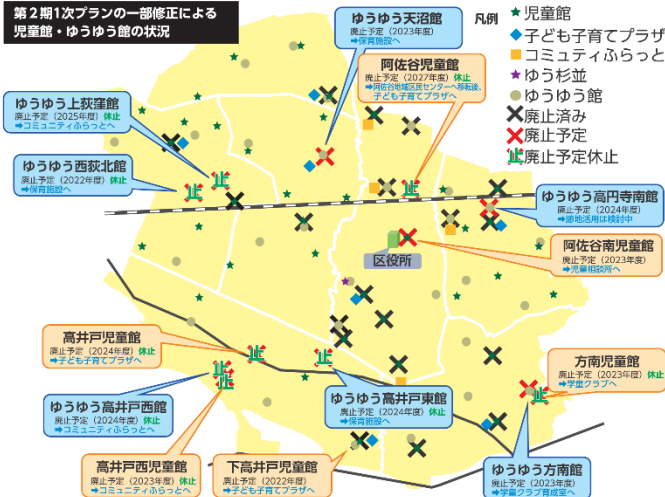 第2期1次プランの一部修正による
児童館・ゆうゆう館の状況
凡例
児童館
子ども子育てプラザ
コミュティふらっと
ゆう杉並
ゆうゆう館
廃止済み
廃止予定
廃止予定休止
ゆうゆう天沼館
廃止予定(2023年度)
➡保育施設へ
阿佐谷児童館
廃止予定(2027年度)休止
➡阿佐谷地域区民センターへ移転後、
子ども子育てプラザへ
ゆうゆう上荻窪館
廃止予定(2025年度)休止
➡コミュニティふらっとへ
ゆうゆう西荻北館
廃止予定(2022年度)休止
➡保育施設へ
ゆうゆう高円寺南館
廃止予定(2024年度)
➡跡地活用は検討中
阿佐谷南児童館
廃止予定(2023年度)
➡児童相談所へ
区役所
高井戸児童館
廃止予定(2024年度)休止
➡子ども子育てプラザへ
ゆうゆう高井戸西館
廃止予定(2024年度)休止
➡コミュニティふらっとへ
高井戸西児童館
廃止予定(2023年度)休止
➡コミュニティふらっとへ
下高井戸児童館
廃止予定(2022年度)
➡子ども子育てプラザへ
ゆうゆう高井戸東館
廃止予定(2024年度)休止
➡保育施設へ
方南児童館
廃止予定(2023年度)休止
➡学童クラブへ
ゆうゆう方南館
廃止予定(2023年度)
➡学童クラブ育成室へ
止
止
止
止
止
止
止
止